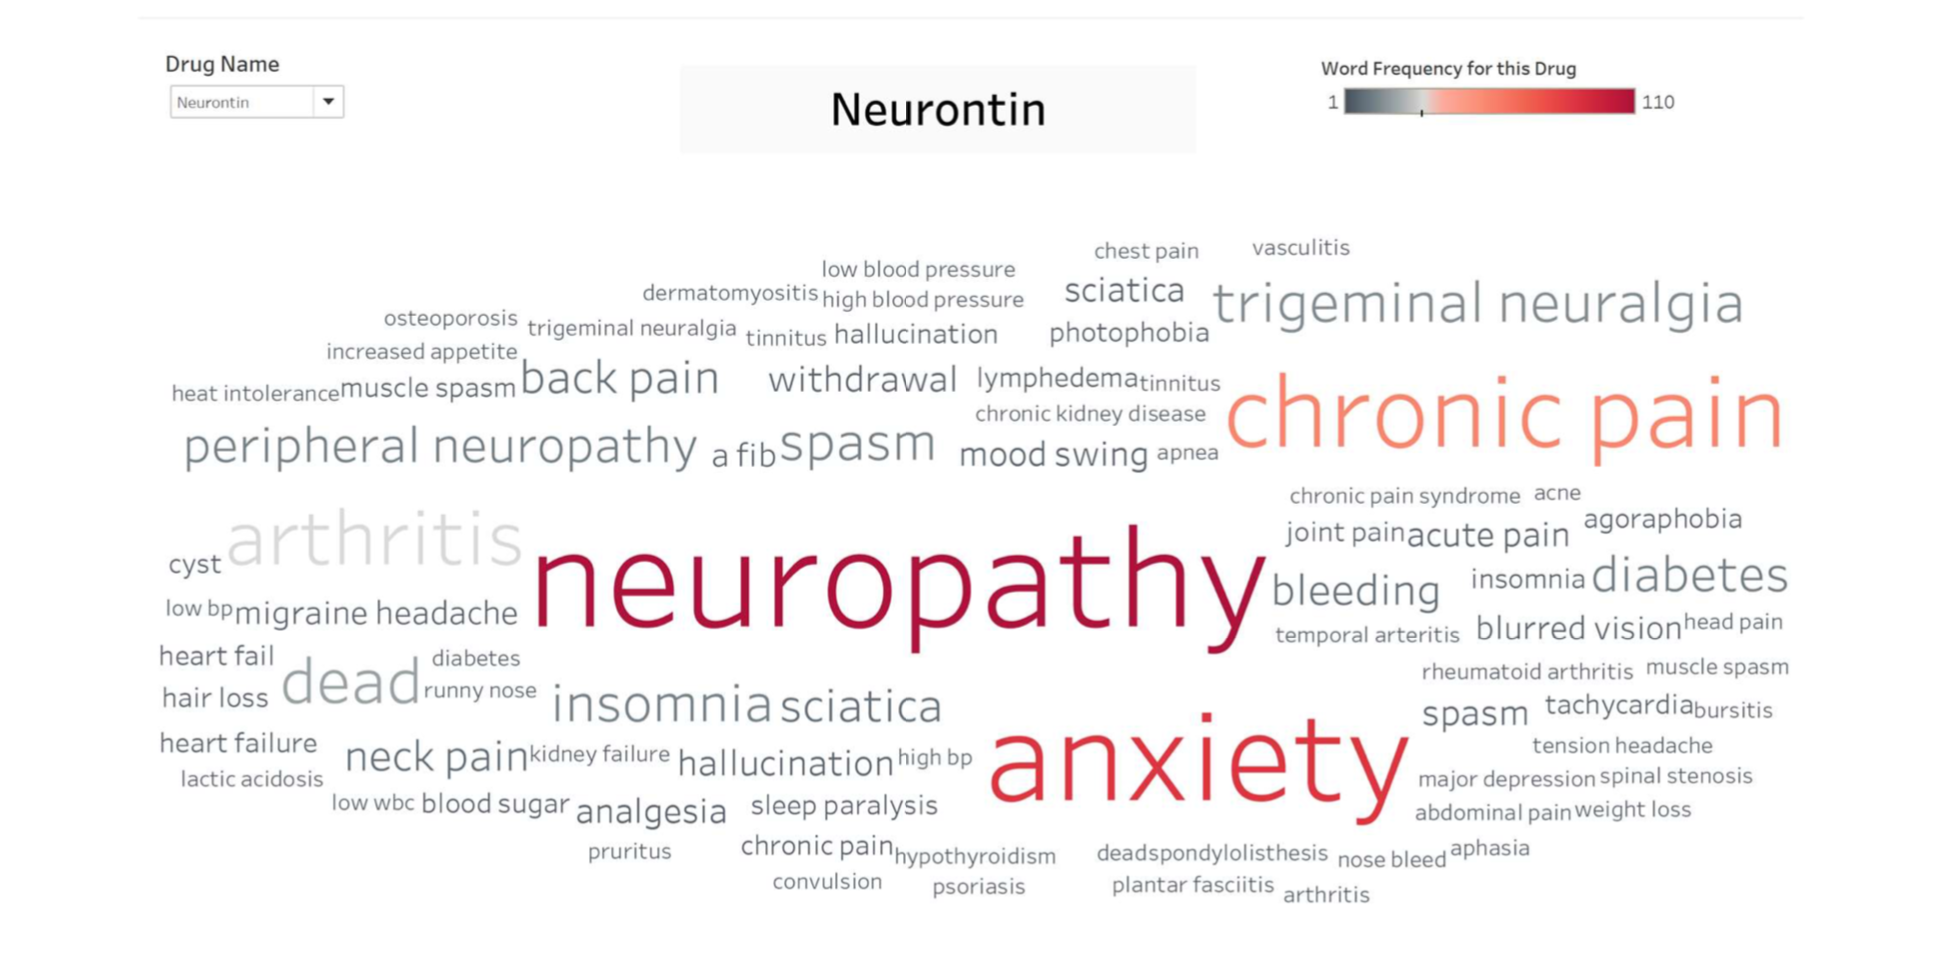 Drug Name
Neurontin
Neurontin
Word Frequency for this Drug
1 110
chest pain vasculitis
low blood pressure
dermatomyositis high blood pressure sciatica trigeminal neuralgia
osteoporosis trigeminal neuralgia tinnitus hallucination photophobia
increased appetite
heat intolerance muscle spasm back pain withdrawal lymphedema tinnitus
chronic kidney disease chronic pain
peripheral neuropathy a fib spasm mood swing apnea
chronic pain syndrome acne
arthritis joint pain acute pain agoraphobia
cyst neuropathy bleeding insomnia diabetes
low bp migraine headache temporal arteritis blurred vision head pain
heart fail dead diabetes rheumatoid arthritis muscle spasm
hair loss runny nose insomnia sciatica spasm tachycardia bursitis
heart failure neck pain kidney failure hallucination high bp anxiety tension headache
lactic acidosis major depression spinal stenosis
low wbc blood sugar analgesia sleep paralysis abdominal pain weight loss
pruritus chronic pain hypothyroidism dead spondylolisthesis nose bleed aphasia
convulsion psoriasis plantar fasciitis arthritis